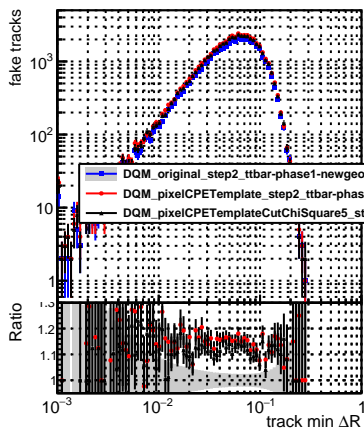 fake tracks
10³
10²
10
1
DQM_original_step2_ttbar-phase1-newgeo
DQM_pixelCPETemplate_step2_ttbar-phas
DQM_pixelCPETemplateCutChiSquare5_st
Ratio
1.3
1.2
1.1
1
10⁻³ 10⁻² 10⁻¹ 1
track min ΔR